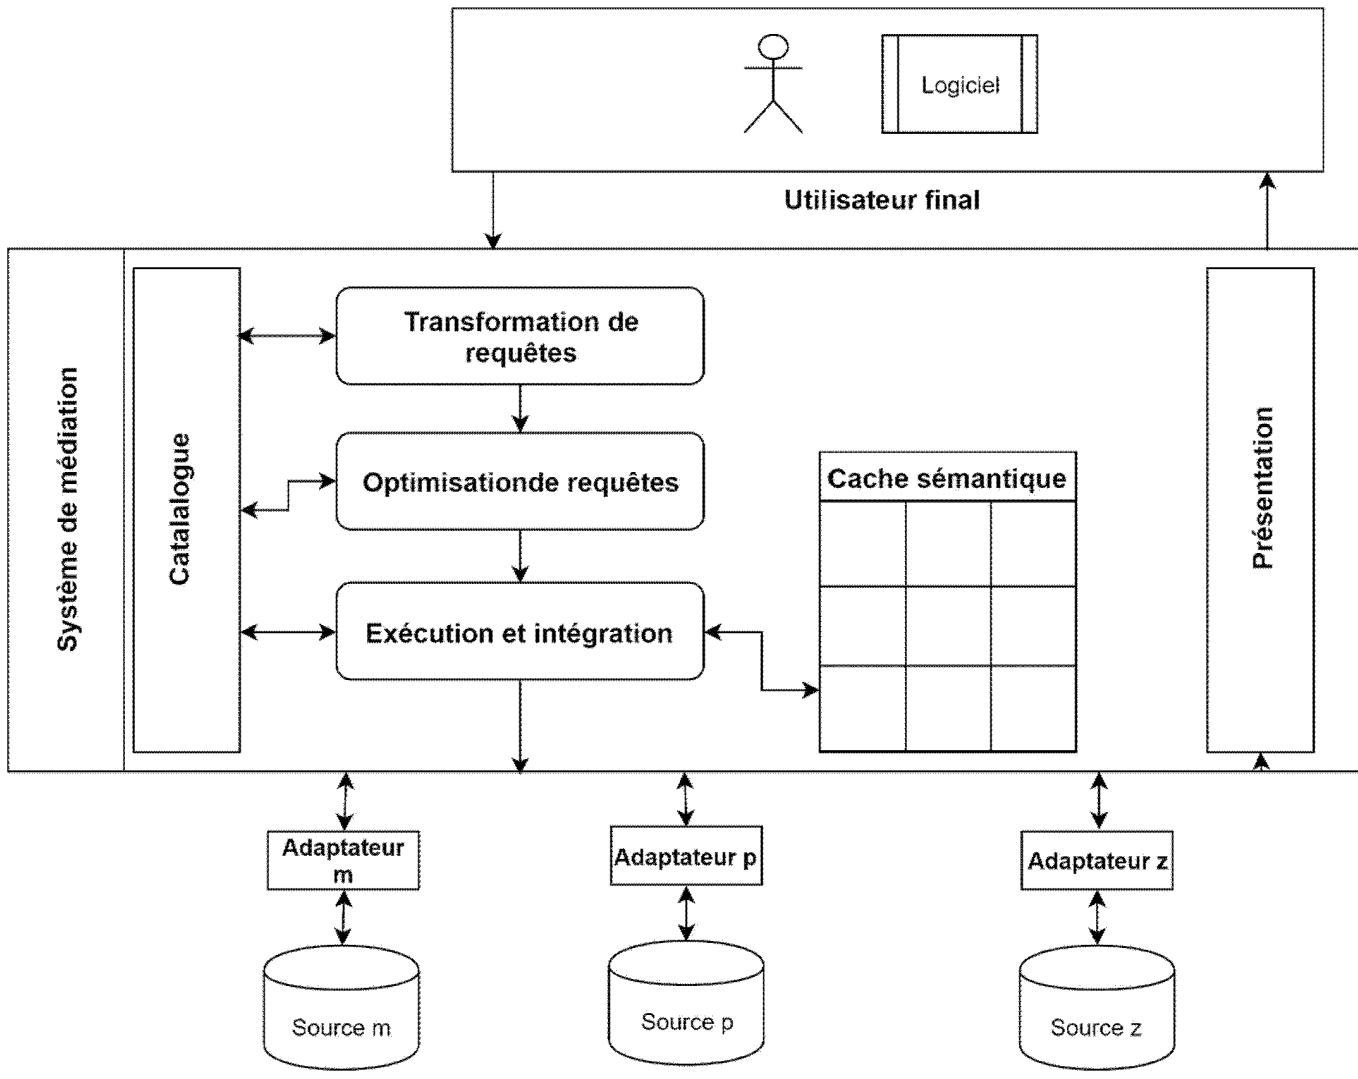 Logiciel
Utilisateur final
Système de médiation
Catalalogue
Transformation de
requêtes
Optimisationde requêtes
Exécution et intégration
Cache sémantique
Présentation
Adaptateur
m
Adaptateur p
Adaptateur z
Source m
Source p
Source z